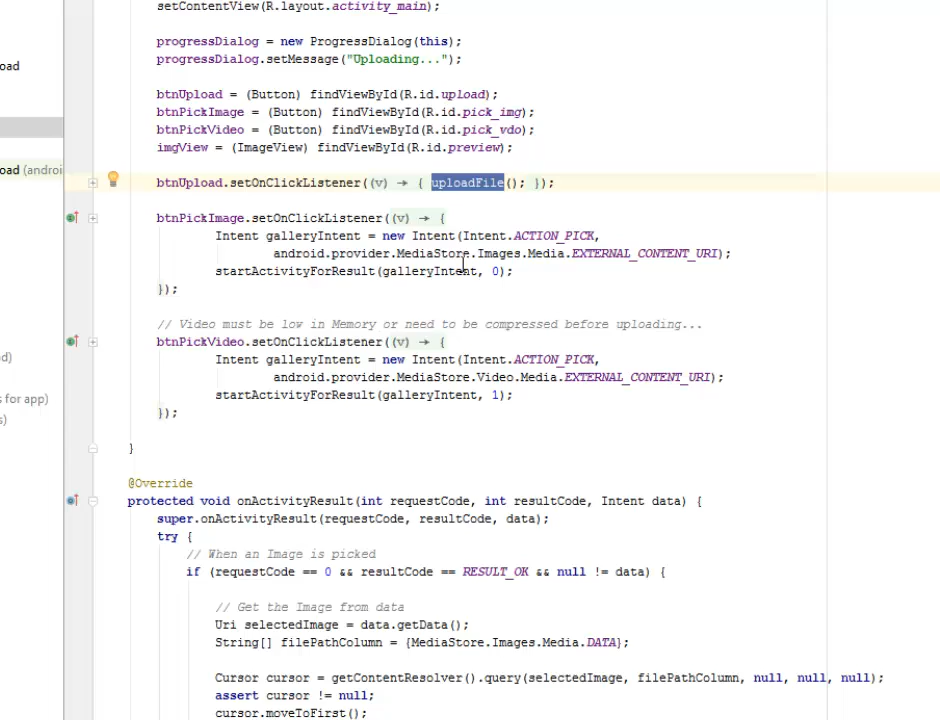 setContentView(R.layout.activity_main);
progressDialog = new ProgressDialog(this);
progressDialog.setMessage("Uploading...");
oad
btnUpload = (Button) findViewById(R.id.upload);
btnPickImage = (Button) findViewById(R.id.pick_img);
btnPickVideo = (Button) findViewById(R.id.pick_vdo);
imgView = (ImageView) findViewById(R.id.preview);
oad (androi
btnUpload.setOnClickListener((v) → { uploadFile(); });
btnPickImage.setOnClickListener((v) → {
Intent galleryIntent = new Intent(Intent.ACTION_PICK,
android.provider.MediaStore.Images.Media.EXTERNAL_CONTENT_URI);
startActivityForResult(galleryIntent, 0);
});
// Video must be low in Memory or need to be compressed before uploading...
btnPickVideo.setOnClickListener((v) → {
d)
Intent galleryIntent = new Intent(Intent.ACTION_PICK,
android.provider.MediaStore.Video.Media.EXTERNAL_CONTENT_URI);
s for app)
startActivityForResult(galleryIntent, 1);
s)
});
}
@Override
protected void onActivityResult(int requestCode, int resultCode, Intent data) {
super.onActivityResult(requestCode, resultCode, data);
try {
// When an Image is picked
if (requestCode == 0 && resultCode == RESULT_OK && null != data) {
// Get the Image from data
Uri selectedImage = data.getData();
String[] filePathColumn = {MediaStore.Images.Media.DATA};
Cursor cursor = getContentResolver().query(selectedImage, filePathColumn, null, null, null);
assert cursor != null;
cursor.moveToFirst();